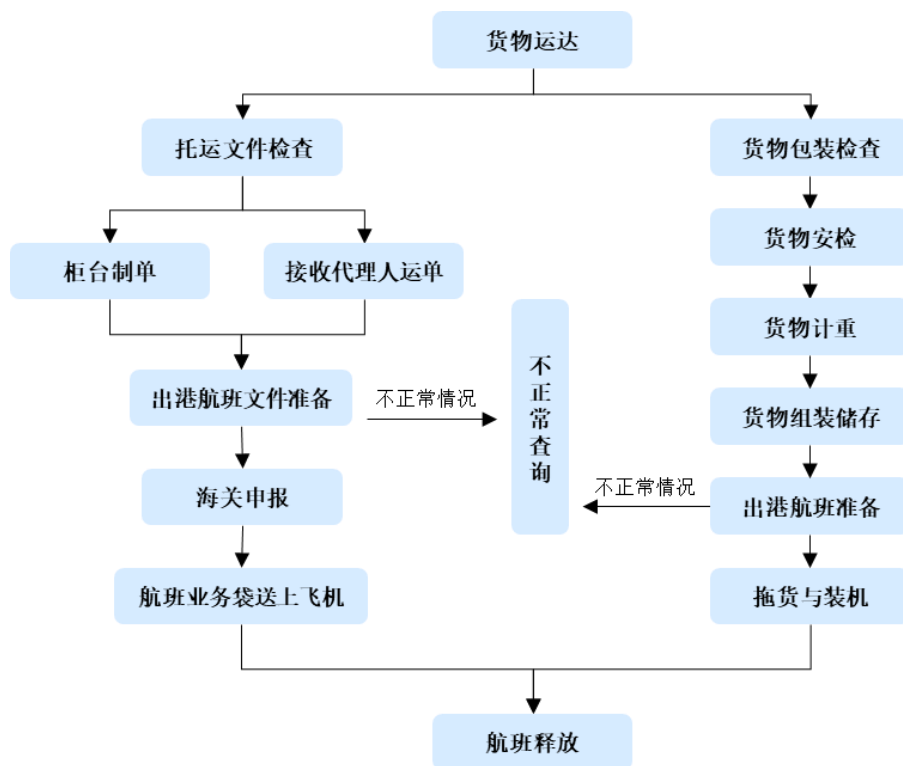 货物运达
托运文件检查
货物包装检查
货物安检
柜台制单
接收代理人运单
货物计重
不正常查询
出港航班文件准备
不正常情况
货物组装储存
不正常情况
海关申报
出港航班准备
航班业务袋送上飞机
拖货与装机
航班释放